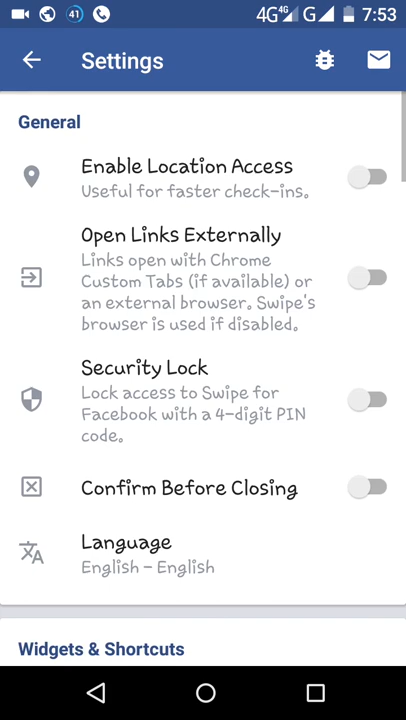 41 4G 4G G 7:53
Settings
General
Enable Location Access
Useful for faster check-ins.
Open Links Externally
Links open with Chrome
Custom Tabs (if available) or
an external browser. Swipe's
browser is used if disabled.
Security Lock
Lock access to Swipe for
Facebook with a 4-digit PIN
code.
Confirm Before Closing
Language
English - English
Widgets & Shortcuts